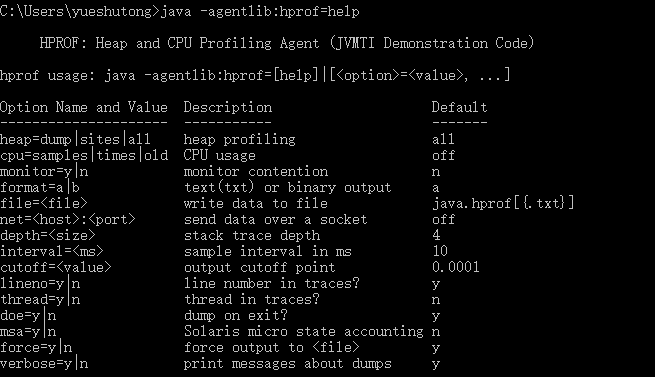 C:\Users\yueshutong>java -agentlib:hprof=help
HPROF: Heap and CPU Profiling Agent (JVMTI Demonstration Code)
hprof usage: java -agentlib:hprof=[help]|[<option>=<value>, ...]
Option Name and Value  Description                    Default
---------------------  -----------                    -------
heap=dump|sites|all    heap profiling                 all
cpu=samples|times|old  CPU usage                      off
monitor=y|n            monitor contention             n
format=a|b             text(txt) or binary output     a
file=<file>            write data to file             java.hprof[{.txt}]
net=<host>:<port>      send data over a socket        off
depth=<size>           stack trace depth              4
interval=<ms>          sample interval in ms          10
cutoff=<value>         output cutoff point            0.0001
lineno=y|n             line number in traces?         y
thread=y|n             thread in traces?              n
doe=y|n                dump on exit?                  y
msa=y|n                Solaris micro state accounting n
force=y|n              force output to <file>         y
verbose=y|n            print messages about dumps     y